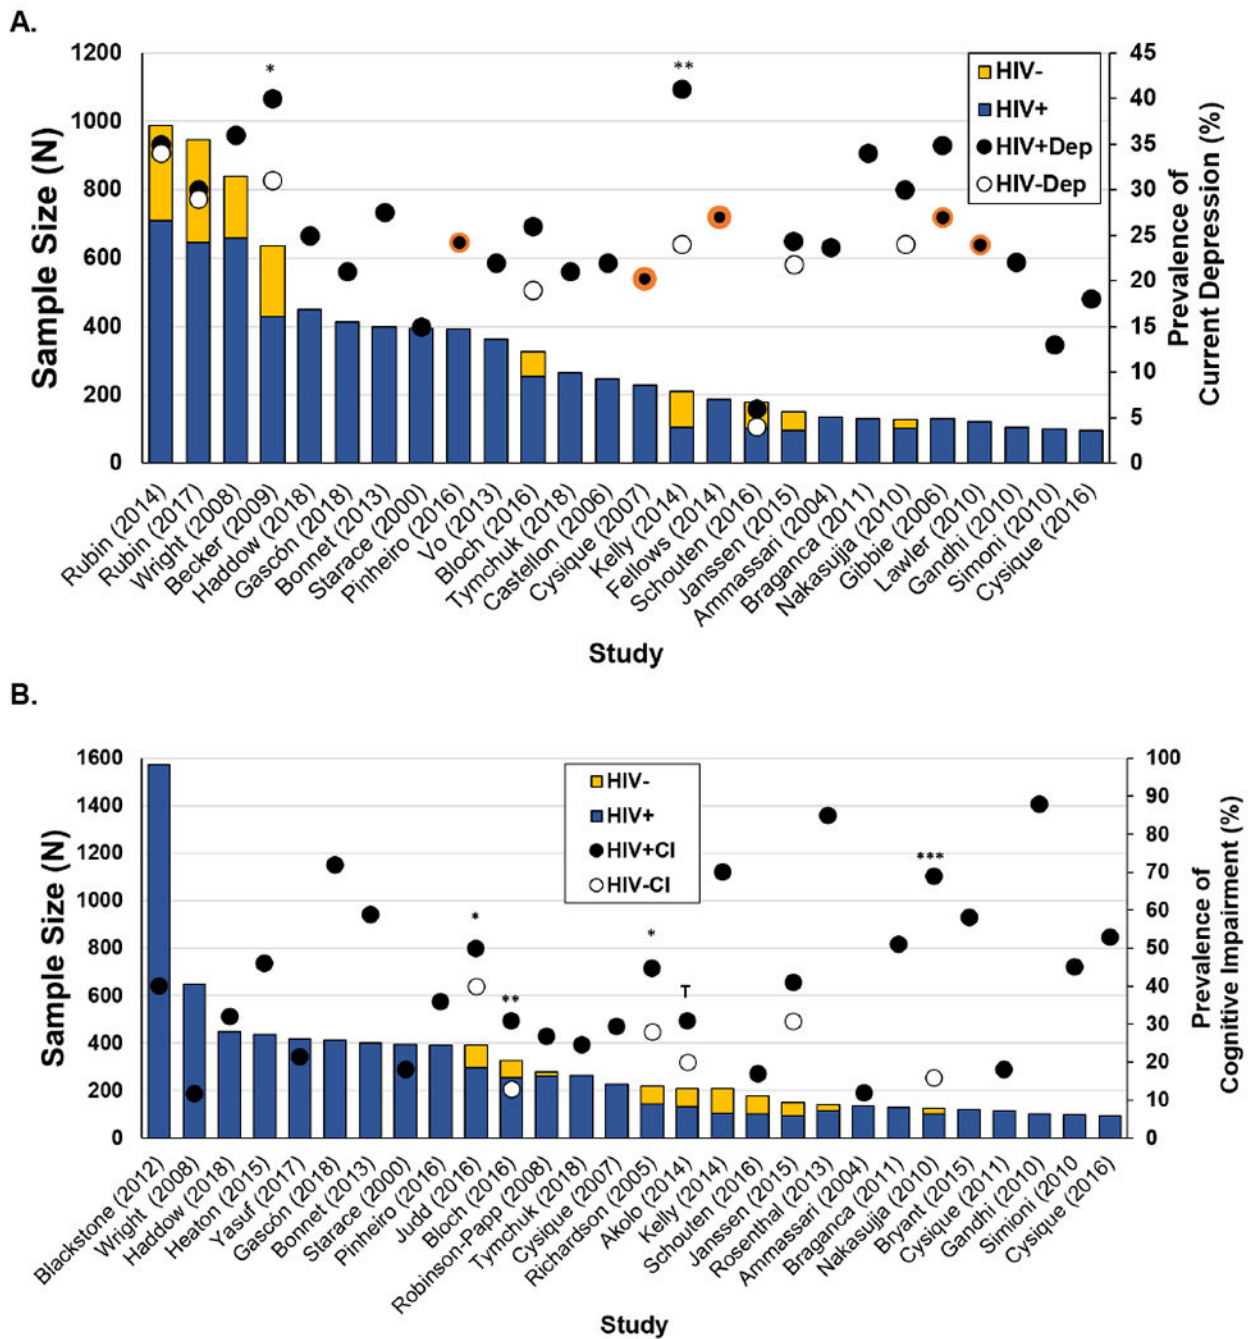 A.
1200
1000
800
600
400
200
0
Sample Size (N)
*
**
HIV-
HIV+
HIV+Dep
HIV-Dep
45
40
35
30
25
20
15
10
5
0
Prevalence of
Current Depression (%)
Rubin (2014)
Rubin (2017)
Wright (2008)
Becker (2009)
Haddow (2018)
Gascón (2018)
Bonnet (2013)
Starace (2000)
Pinheiro (2016)
Vo (2013)
Bloch (2016)
Tymchuk (2018)
Castellon (2006)
Cysique (2007)
Kelly (2014)
Fellows (2014)
Schouten (2016)
Janssen (2015)
Ammassari (2004)
Braganca (2011)
Nakasujja (2010)
Gibbie (2006)
Lawler (2010)
Gandhi (2010)
Simoni (2010)
Cysique (2016)
Study
B.
1600
1400
1200
1000
800
600
400
200
0
Sample Size (N)
HIV-
HIV+
HIV+CI
HIV-CI
*
**
*
T
***
100
90
80
70
60
50
40
30
20
10
0
Prevalence of
Cognitive Impairment (%)
Blackstone (2012)
Wright (2008)
Haddow (2018)
Heaton (2015)
Yasuf (2017)
Gascón (2018)
Bonnet (2013)
Starace (2000)
Pinheiro (2016)
Judd (2016)
Bloch (2016)
Robinson-Papp (2008)
Tymchuk (2018)
Cysique (2007)
Richardson (2005)
Akolo (2014)
Kelly (2014)
Schouten (2016)
Janssen (2015)
Rosenthal (2013)
Ammassari (2004)
Braganca (2011)
Nakasujja (2010)
Bryant (2015)
Cysique (2011)
Gandhi (2010)
Simioni (2010
Cysique (2016)
Study